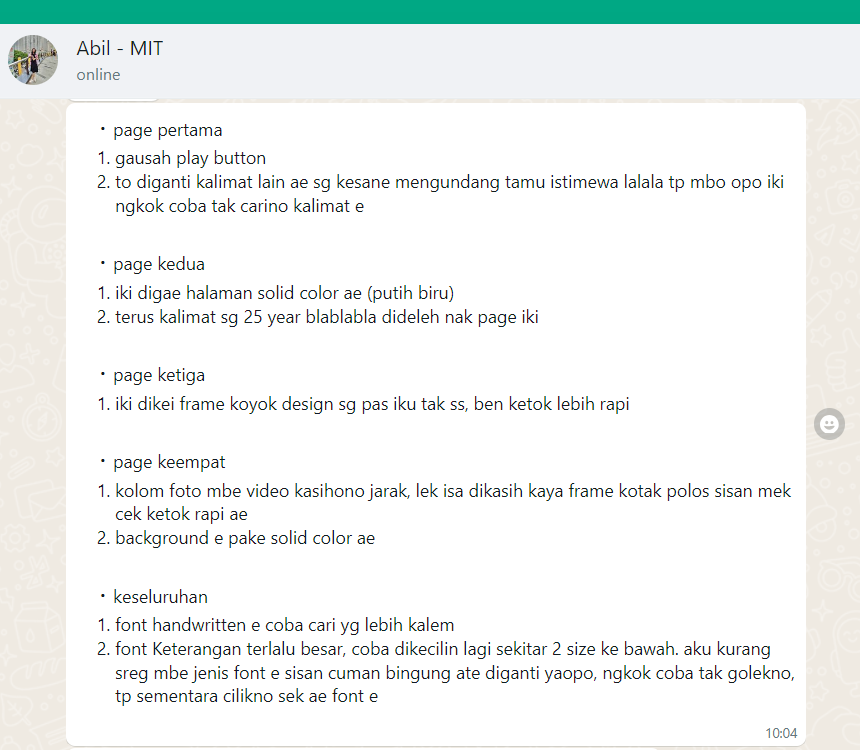 Abil - MIT
online
· page pertama
1. gausah play button
2. to diganti kalimat lain ae sg kesane mengundang tamu istimewa lalala tp mbo opo iki
ngkok coba tak carino kalimat e
· page kedua
1. iki digae halaman solid color ae (putih biru)
2. terus kalimat sg 25 year blablabla dideleh nak page iki
· page ketiga
1. iki dikei frame koyok design sg pas iku tak ss, ben ketok lebih rapi
· page keempat
1. kolom foto mbe video kasihono jarak, lek isa dikasih kaya frame kotak polos sisan mek
cek ketok rapi ae
2. background e pake solid color ae
· keseluruhan
1. font handwritten e coba cari yg lebih kalem
2. font Keterangan terlalu besar, coba dikecilin lagi sekitar 2 size ke bawah. aku kurang
sreg mbe jenis font e sisan cuman bingung ate diganti yaopo, ngkok coba tak golekno,
tp sementara cilikno sek ae font e
10:04